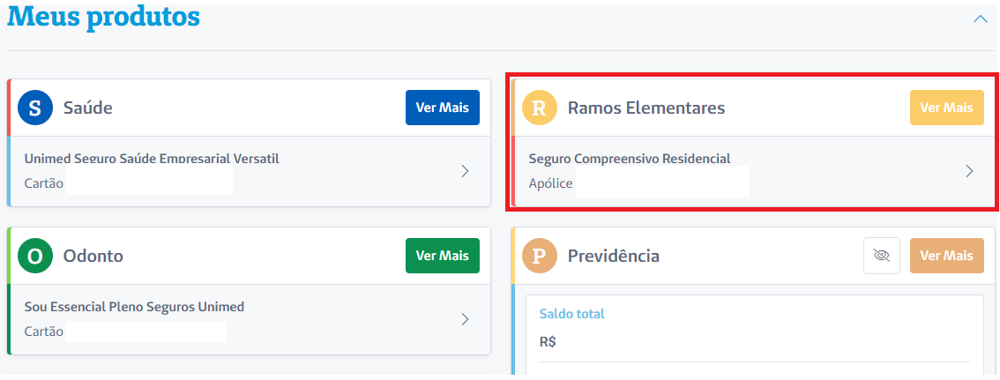 Meus produtos
S Saúde Ver Mais
Unimed Seguro Saúde Empresarial Versatil
Cartão
R Ramos Elementares Ver Mais
Seguro Compreensivo Residencial
Apólice
O Odonto Ver Mais
Sou Essencial Pleno Seguros Unimed
Cartão
P Previdência Ver Mais
Saldo total
R$